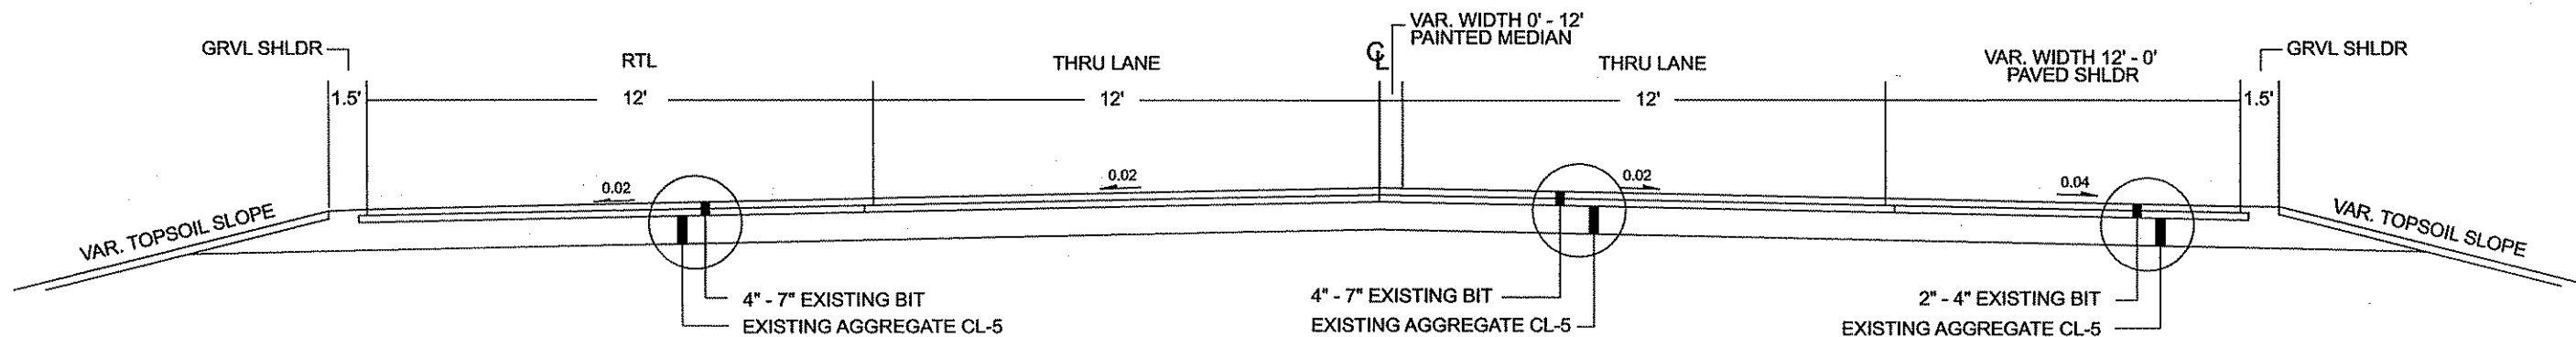 VAR. WIDTH 0' - 12'
PAINTED MEDIAN
GRVL SHLDR
RTL
THRU LANE
CL
THRU LANE
VAR. WIDTH 12' - 0'
PAVED SHLDR
GRVL SHLDR
1.5'
12'
12'
12'
1.5'
0.02
0.02
0.02
0.04
VAR. TOPSOIL SLOPE
VAR. TOPSOIL SLOPE
4" - 7" EXISTING BIT
EXISTING AGGREGATE CL-5
4" - 7" EXISTING BIT
EXISTING AGGREGATE CL-5
2" - 4" EXISTING BIT
EXISTING AGGREGATE CL-5